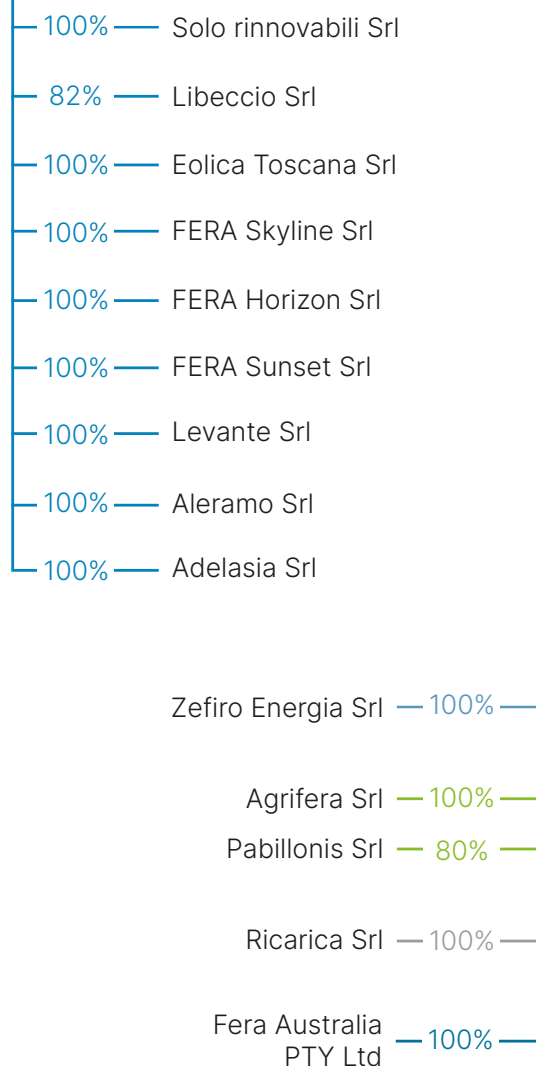 100% Solo rinnovabili Srl
82% Libeccio Srl
100% Eolica Toscana Srl
100% FERA Skyline Srl
100% FERA Horizon Srl
100% FERA Sunset Srl
100% Levante Srl
100% Aleramo Srl
100% Adelasia Srl
Zefiro Energia Srl 100%
Agrifera Srl 100%
Pabillonis Srl 80%
Ricarica Srl 100%
Fera Australia
PTY Ltd 100%